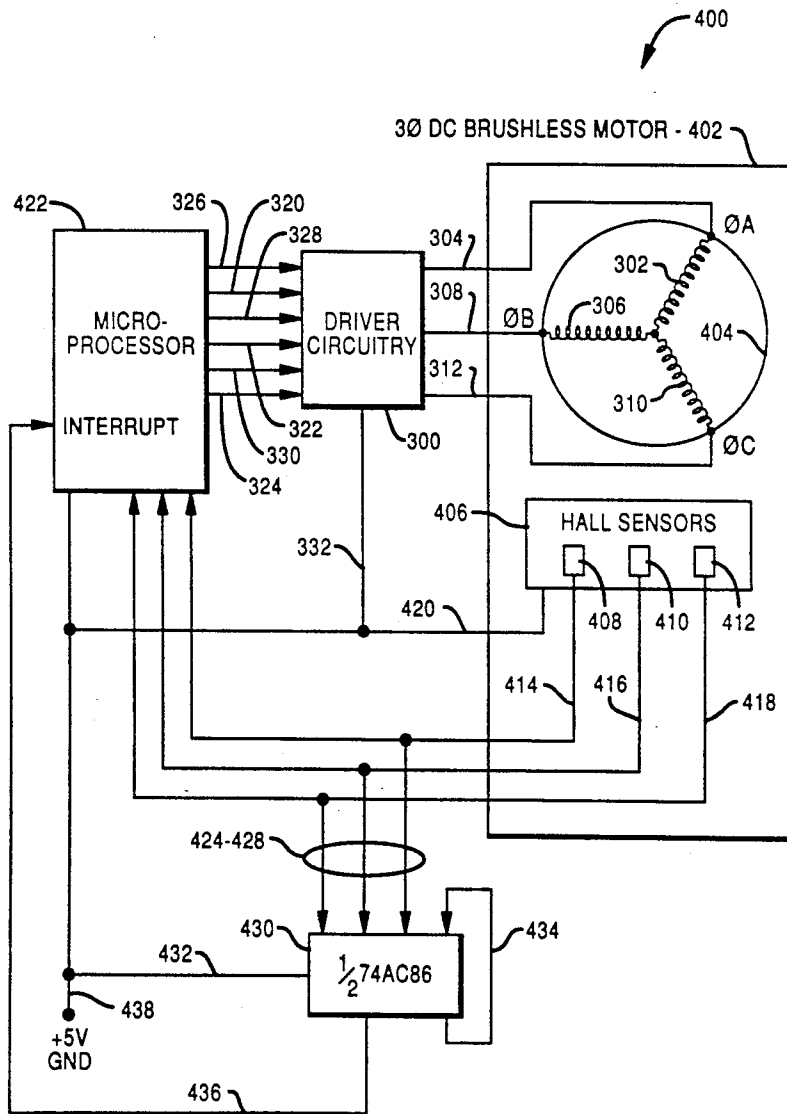 400
3Ø DC BRUSHLESS MOTOR - 402
422
326
320
328
304
302
ØA
MICRO-
PROCESSOR
DRIVER
CIRCUITRY
308
ØB
306
404
312
310
INTERRUPT
322
330
324
300
ØC
406
HALL SENSORS
332
420
408
410
412
414
416
418
424-428
430
434
432
1/2 74AC86
438
+5V
GND
436